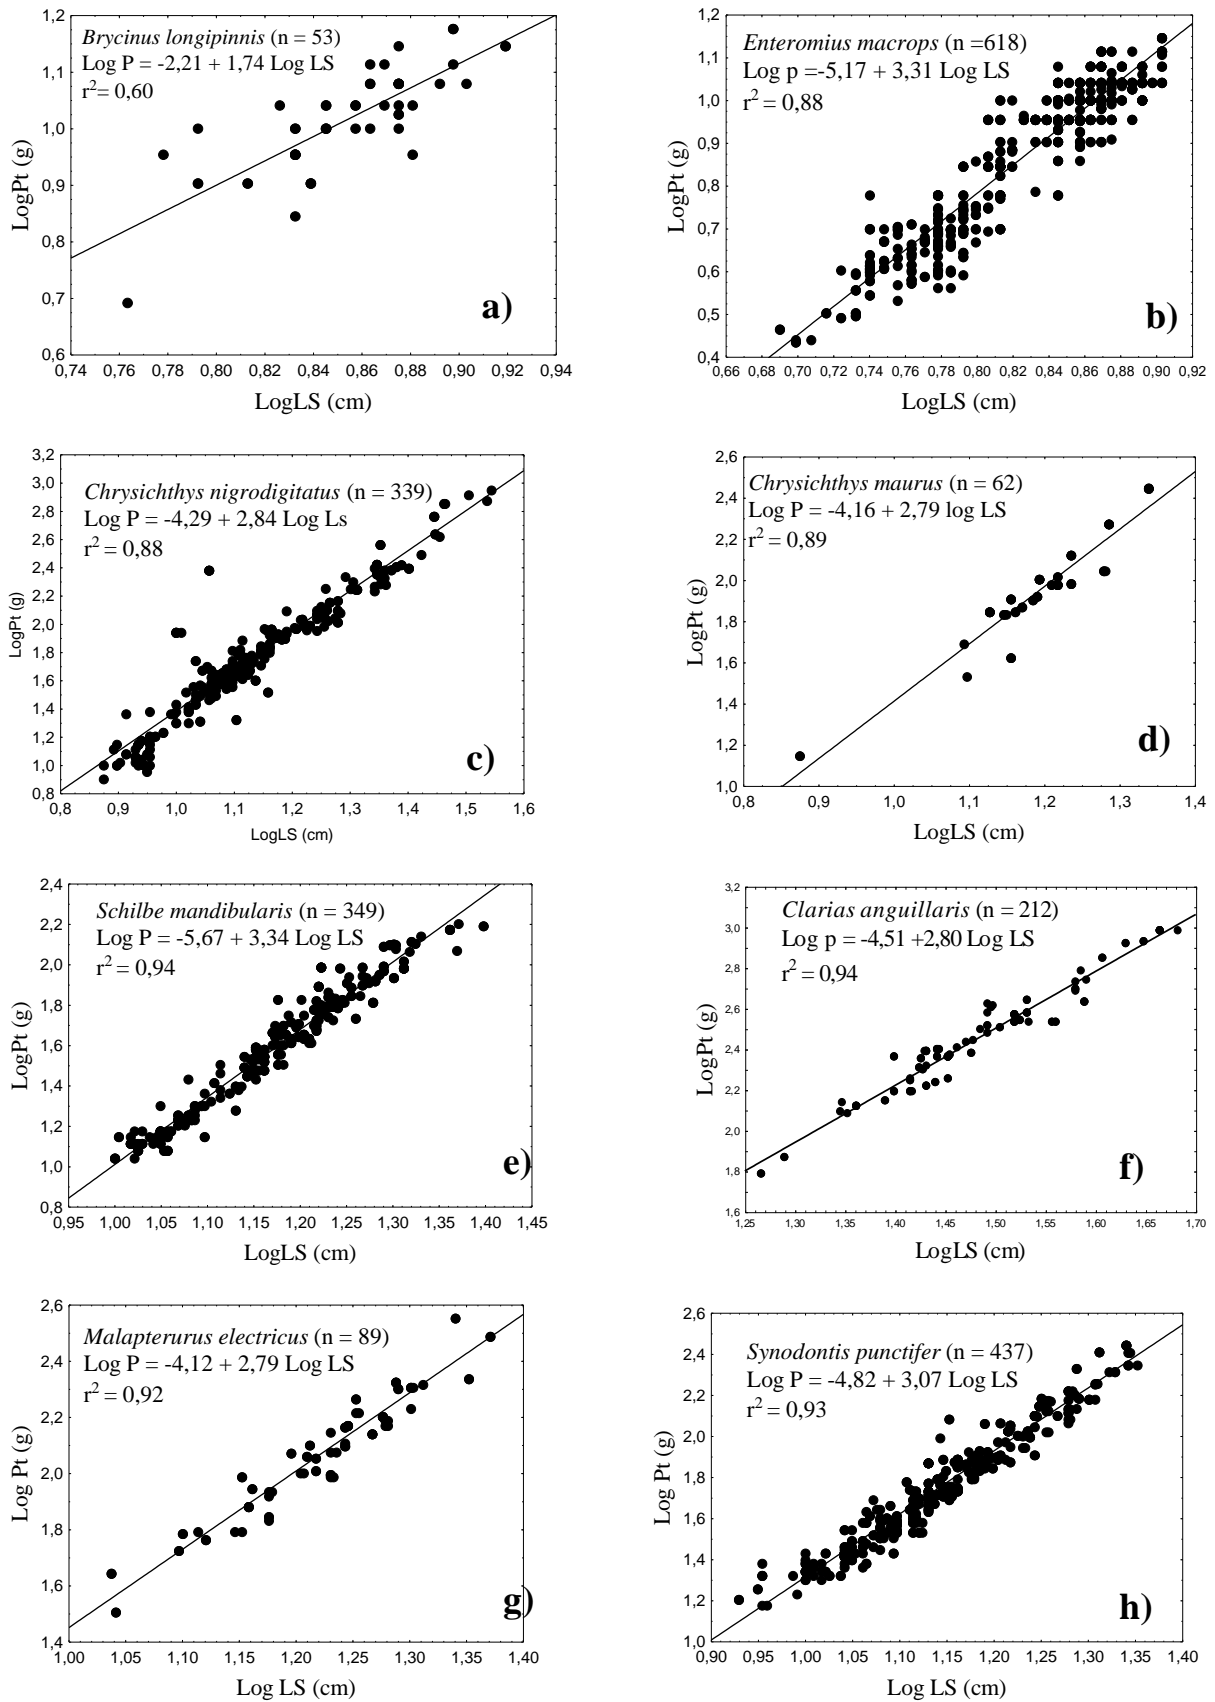 Brycinus longipinnis (n = 53)
Log P = -2,21 + 1,74 Log LS
r2= 0,60
LogPt (g)
1,2
1,1
1,0
0,9
0,8
0,7
0,6
0,74 0,76 0,78 0,80 0,82 0,84 0,86 0,88 0,90 0,92 0,94
LogLS (cm)
a)
Enteromius macrops (n =618)
Log p =-5,17 + 3,31 Log LS
r2 = 0,88
LogPt (g)
1,2
1,1
1,0
0,9
0,8
0,7
0,6
0,5
0,4
0,66 0,68 0,70 0,72 0,74 0,76 0,78 0,80 0,82 0,84 0,86 0,88 0,90 0,92
LogLS (cm)
b)
Chrysichthys nigrodigitatus (n = 339)
Log P = -4,29 + 2,84 Log Ls
r2 = 0,88
LogPt (g)
3,2
3,0
2,8
2,6
2,4
2,2
2,0
1,8
1,6
1,4
1,2
1,0
0,8
0,8 0,9 1,0 1,1 1,2 1,3 1,4 1,5 1,6
LogLS (cm)
c)
Chrysichthys maurus (n = 62)
Log P = -4,16 + 2,79 log LS
r2 = 0,89
LogPt (g)
2,6
2,4
2,2
2,0
1,8
1,6
1,4
1,2
1,0
0,8 0,9 1,0 1,1 1,2 1,3 1,4
LogLS (cm)
d)
Schilbe mandibularis (n = 349)
Log P = -5,67 + 3,34 Log LS
r2 = 0,94
LogPt (g)
2,4
2,2
2,0
1,8
1,6
1,4
1,2
1,0
0,8
0,95 1,00 1,05 1,10 1,15 1,20 1,25 1,30 1,35 1,40 1,45
LogLS (cm)
e)
Clarias anguillaris (n = 212)
Log p = -4,51 +2,80 Log LS
r2 = 0,94
LogPt (g)
3,2
3,0
2,8
2,6
2,4
2,2
2,0
1,8
1,6
1,25 1,30 1,35 1,40 1,45 1,50 1,55 1,60 1,65 1,70
LogLS (cm)
f)
Malapterurus electricus (n = 89)
Log P = -4,12 + 2,79 Log LS
r2 = 0,92
Log Pt (g)
2,6
2,4
2,2
2,0
1,8
1,6
1,4
1,00 1,05 1,10 1,15 1,20 1,25 1,30 1,35 1,40
Log LS (cm)
g)
Synodontis punctifer (n = 437)
Log P = -4,82 + 3,07 Log LS
r2 = 0,93
Log Pt (g)
2,6
2,4
2,2
2,0
1,8
1,6
1,4
1,2
1,0
0,90 0,95 1,00 1,05 1,10 1,15 1,20 1,25 1,30 1,35 1,40
Log LS (cm)
h)